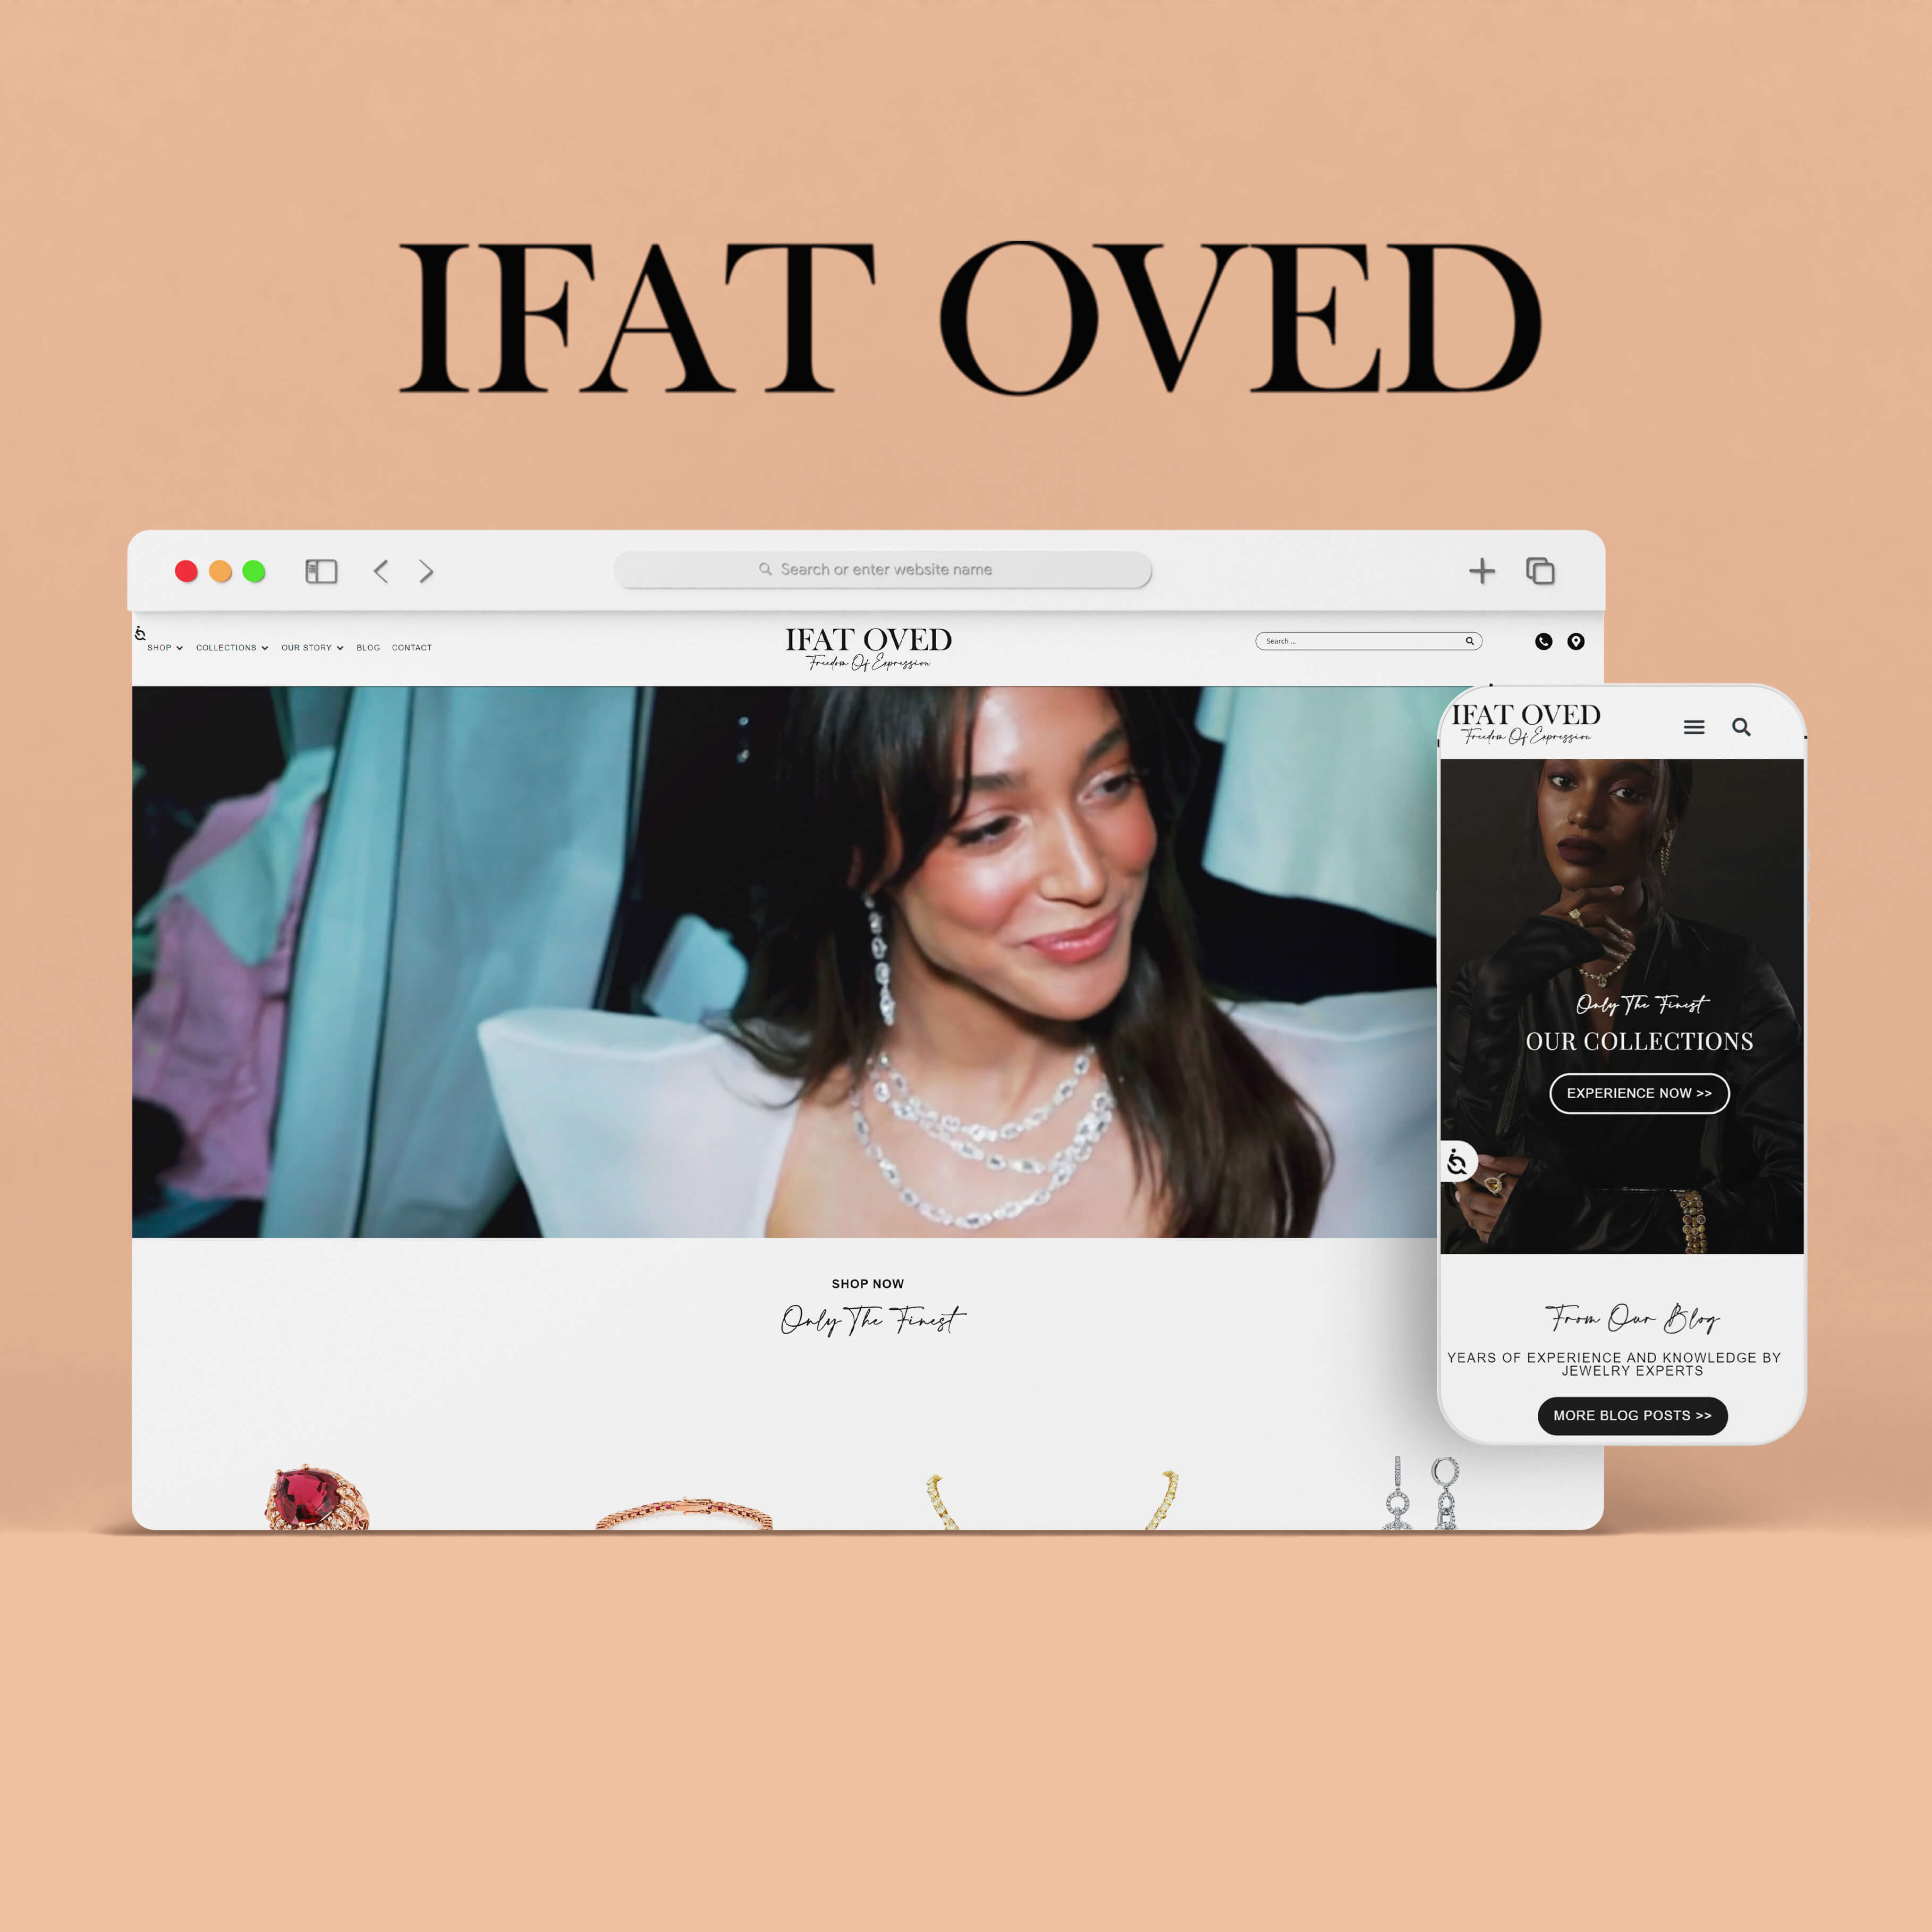 IFAT OVED
Search or enter website name
SHOP
COLLECTIONS
OUR STORY
BLOG
CONTACT
IFAT OVED
Freedom Of Expression
Search ...
SHOP NOW
Only The Finest
IFAT OVED
Freedom Of Expression
Only The Finest
OUR COLLECTIONS
EXPERIENCE NOW >>
From Our Blog
YEARS OF EXPERIENCE AND KNOWLEDGE BY
JEWELRY EXPERTS
MORE BLOG POSTS >>